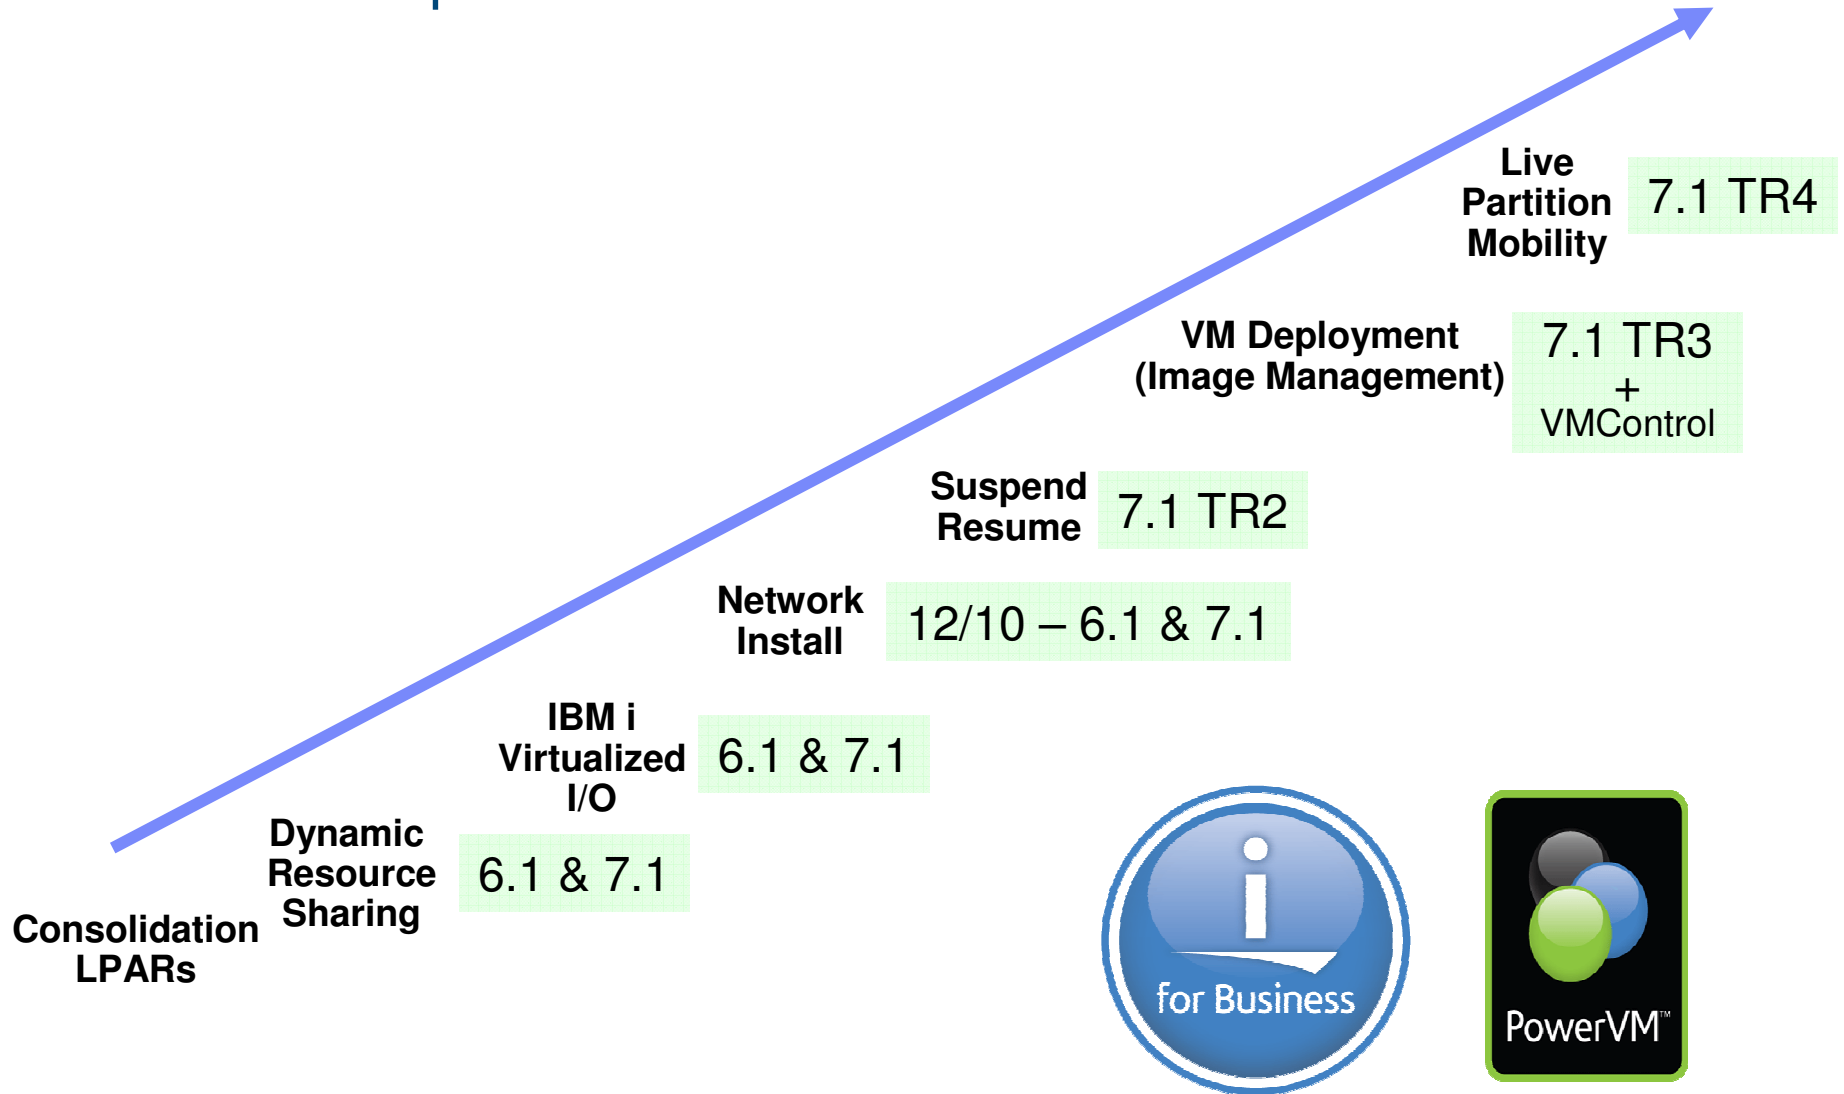 Live
Partition
Mobility
7.1 TR4
VM Deployment
(Image Management)
7.1 TR3
+
VMControl
Suspend
Resume
7.1 TR2
Network
Install
12/10 – 6.1 & 7.1
IBM i
Virtualized
I/O
6.1 & 7.1
Dynamic
Resource
Sharing
6.1 & 7.1
Consolidation
LPARs
i
for Business
PowerVM™